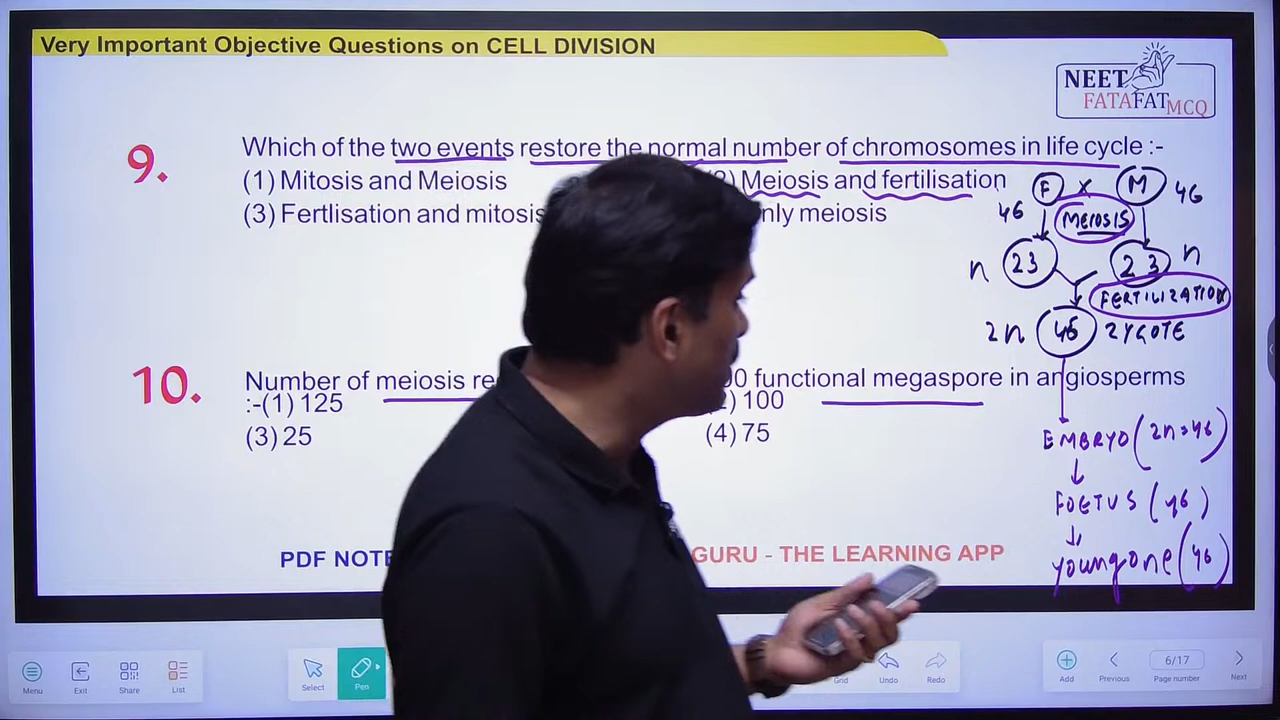 Very Important Objective Questions on CELL DIVISION
NEET
FATAFAT MCQ
9.
Which of the two events restore the normal number of chromosomes in life cycle :-
(1) Mitosis and Meiosis
Meiosis and fertilisation
(3) Fertlisation and mitosis
only meiosis
F x M 46
46
MEIOSIS
n 23 23 n
FERTILIZATION
2n 46 ZYGOTE
10.
Number of meiosis 00 functional megaspore in angiosperms
:-(1) 125
2) 100
(3) 25
(4) 75
EMBRYO (2n=46)
FOETUS (46)
youngone (46)
PDF NOTE
GURU - THE LEARNING APP
Menu
Exit
Share
List
Select
Pen
Grid
Undo
Redo
Add
Previous
6/17
Page number
Next